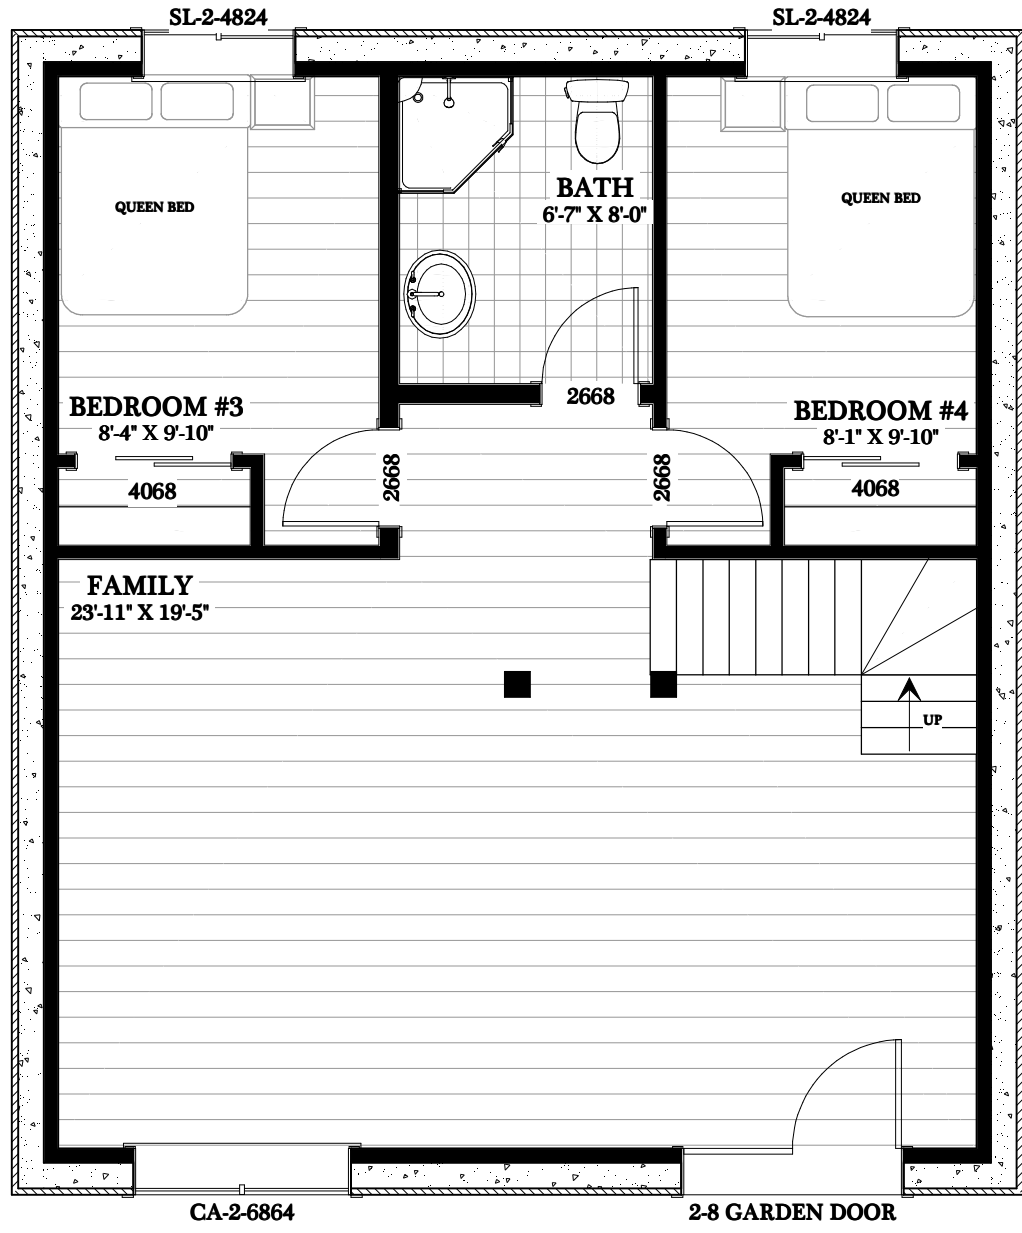 SL-2-4824
SL-2-4824
QUEEN BED
BATH
6'-7" X 8'-0"
QUEEN BED
2668
BEDROOM #3
8'-4" X 9'-10"
BEDROOM #4
8'-1" X 9'-10"
4068
2668
2668
4068
FAMILY
23'-11" X 19'-5"
UP
CA-2-6864
2-8 GARDEN DOOR